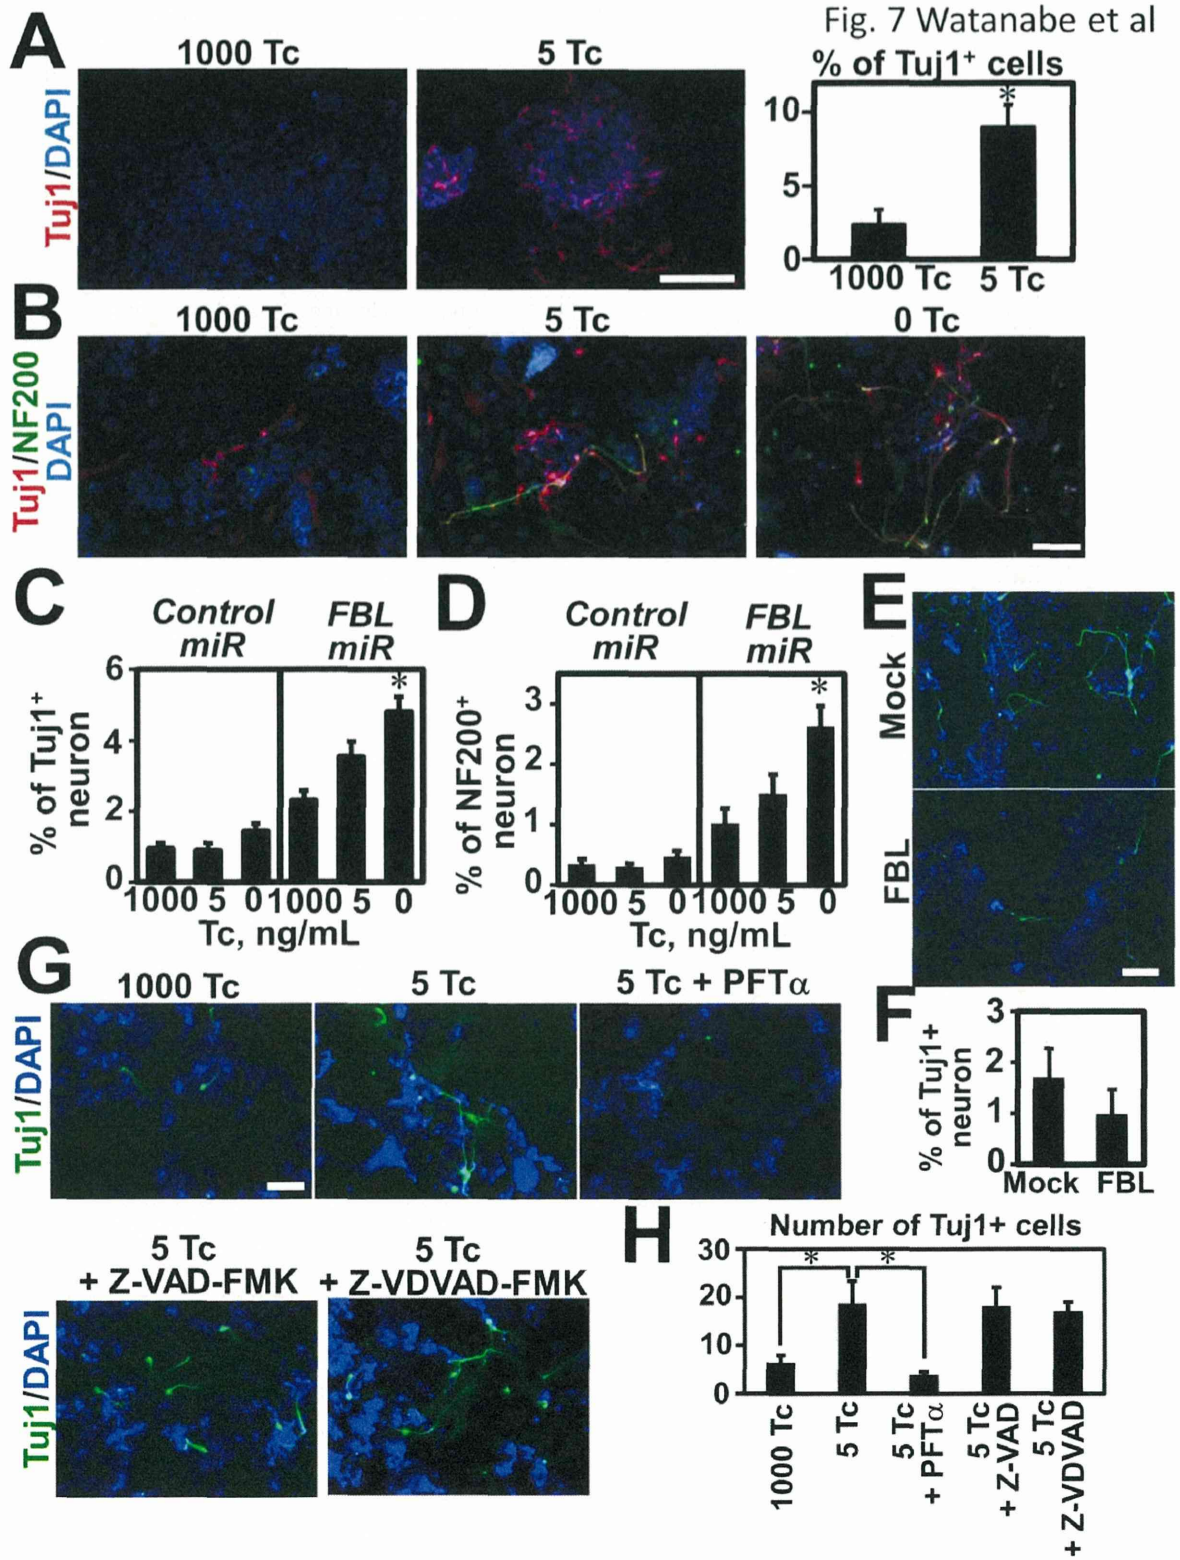 Fig. 7 Watanabe et al
A
1000 Tc
5 Tc
% of Tuj1⁺ cells
Tuj1/DAPI
10
5
0
*
1000 Tc
5 Tc
B
1000 Tc
5 Tc
0 Tc
Tuj1/NF200
DAPI
C
Control
miR
FBL
miR
% of Tuj1⁺
neuron
6
4
2
0
*
1000 5 0 1000 5 0
Tc, ng/mL
D
Control
miR
FBL
miR
% of NF200⁺
neuron
3
2
1
0
*
1000 5 0 1000 5 0
Tc, ng/mL
E
Mock
FBL
F
% of Tuj1+
neuron
3
2
1
0
Mock FBL
G
1000 Tc
5 Tc
5 Tc + PFTα
Tuj1/DAPI
5 Tc
+ Z-VAD-FMK
5 Tc
+ Z-VDVAD-FMK
Tuj1/DAPI
H
Number of Tuj1+ cells
30
20
10
0
*
*
1000 Tc
5 Tc
5 Tc
+ PFTα
5 Tc
+ Z-VAD
5 Tc
+ Z-VDVAD